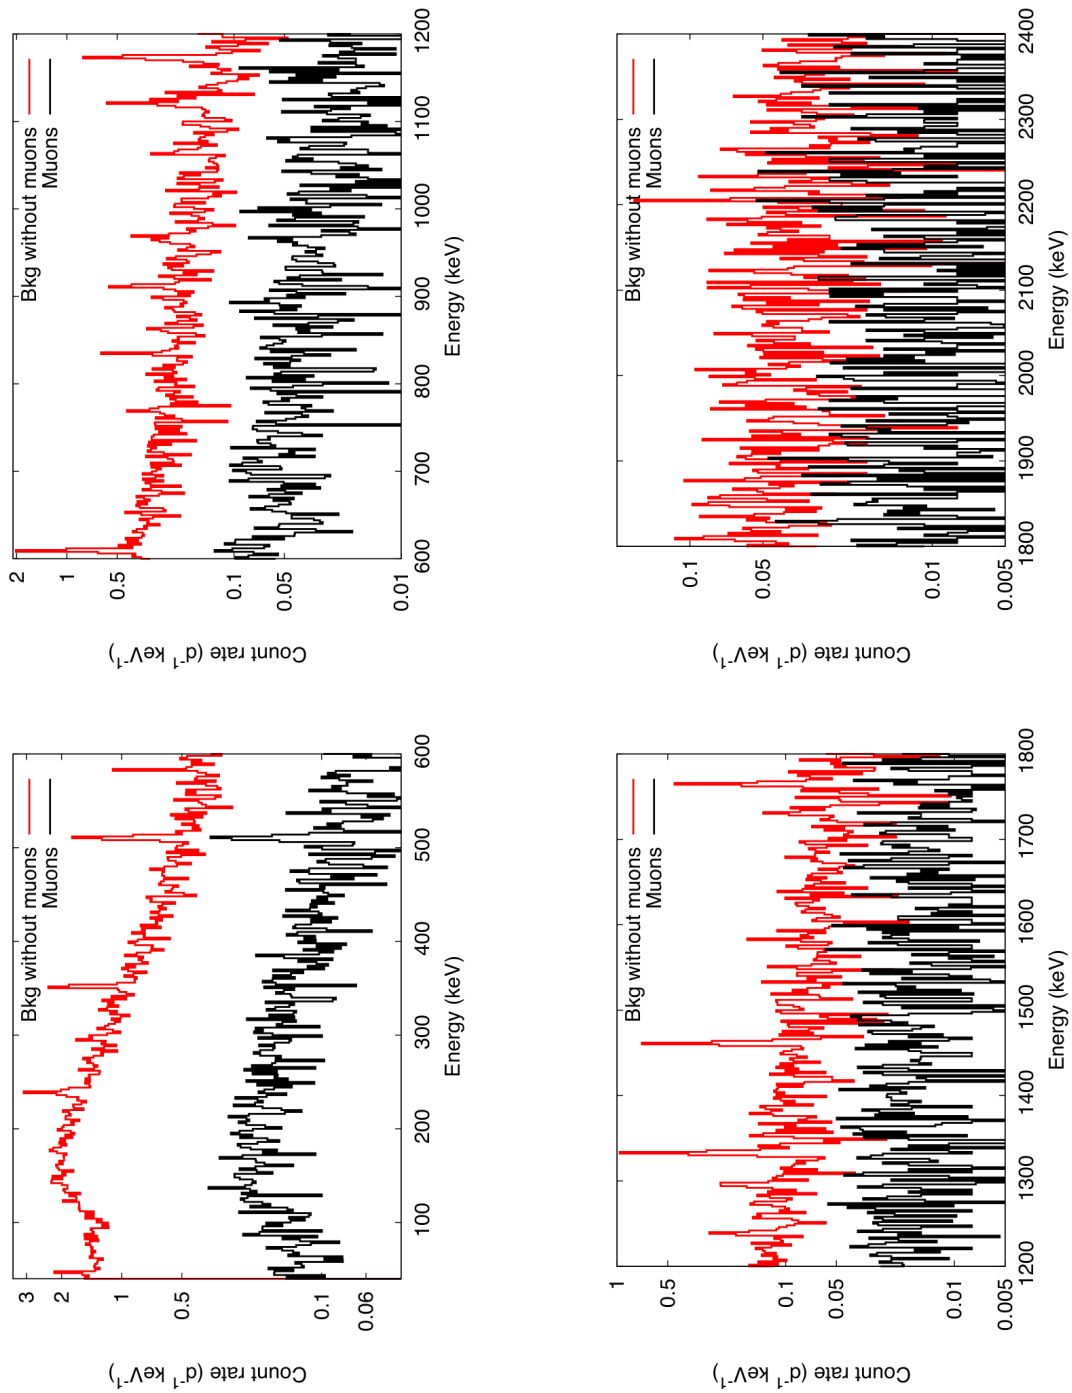 Count rate (d⁻¹ keV⁻¹)
3
2
1
0.5
0.1
0.06
Bkg without muons
Muons
100 200 300 400 500 600
Energy (keV)
Count rate (d⁻¹ keV⁻¹)
2
1
0.5
0.1
0.05
0.01
Bkg without muons
Muons
600 700 800 900 1000 1100 1200
Energy (keV)
Count rate (d⁻¹ keV⁻¹)
1
0.5
0.1
0.05
0.01
0.005
Bkg without muons
Muons
1200 1300 1400 1500 1600 1700 1800
Energy (keV)
Count rate (d⁻¹ keV⁻¹)
0.1
0.05
0.01
0.005
Bkg without muons
Muons
1800 1900 2000 2100 2200 2300 2400
Energy (keV)